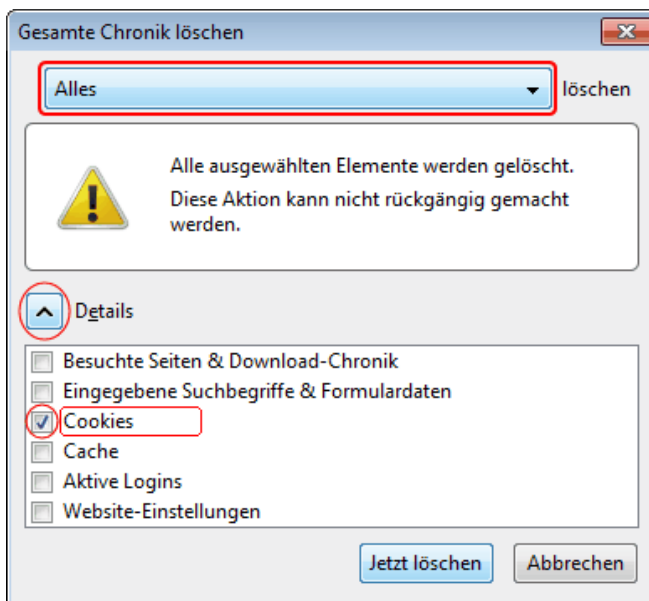 Gesamte Chronik löschen
Alles löschen
Alle ausgewählten Elemente werden gelöscht.
Diese Aktion kann nicht rückgängig gemacht
werden.
Details
Besuchte Seiten & Download-Chronik
Eingegebene Suchbegriffe & Formulardaten
Cookies
Cache
Aktive Logins
Website-Einstellungen
Jetzt löschen Abbrechen